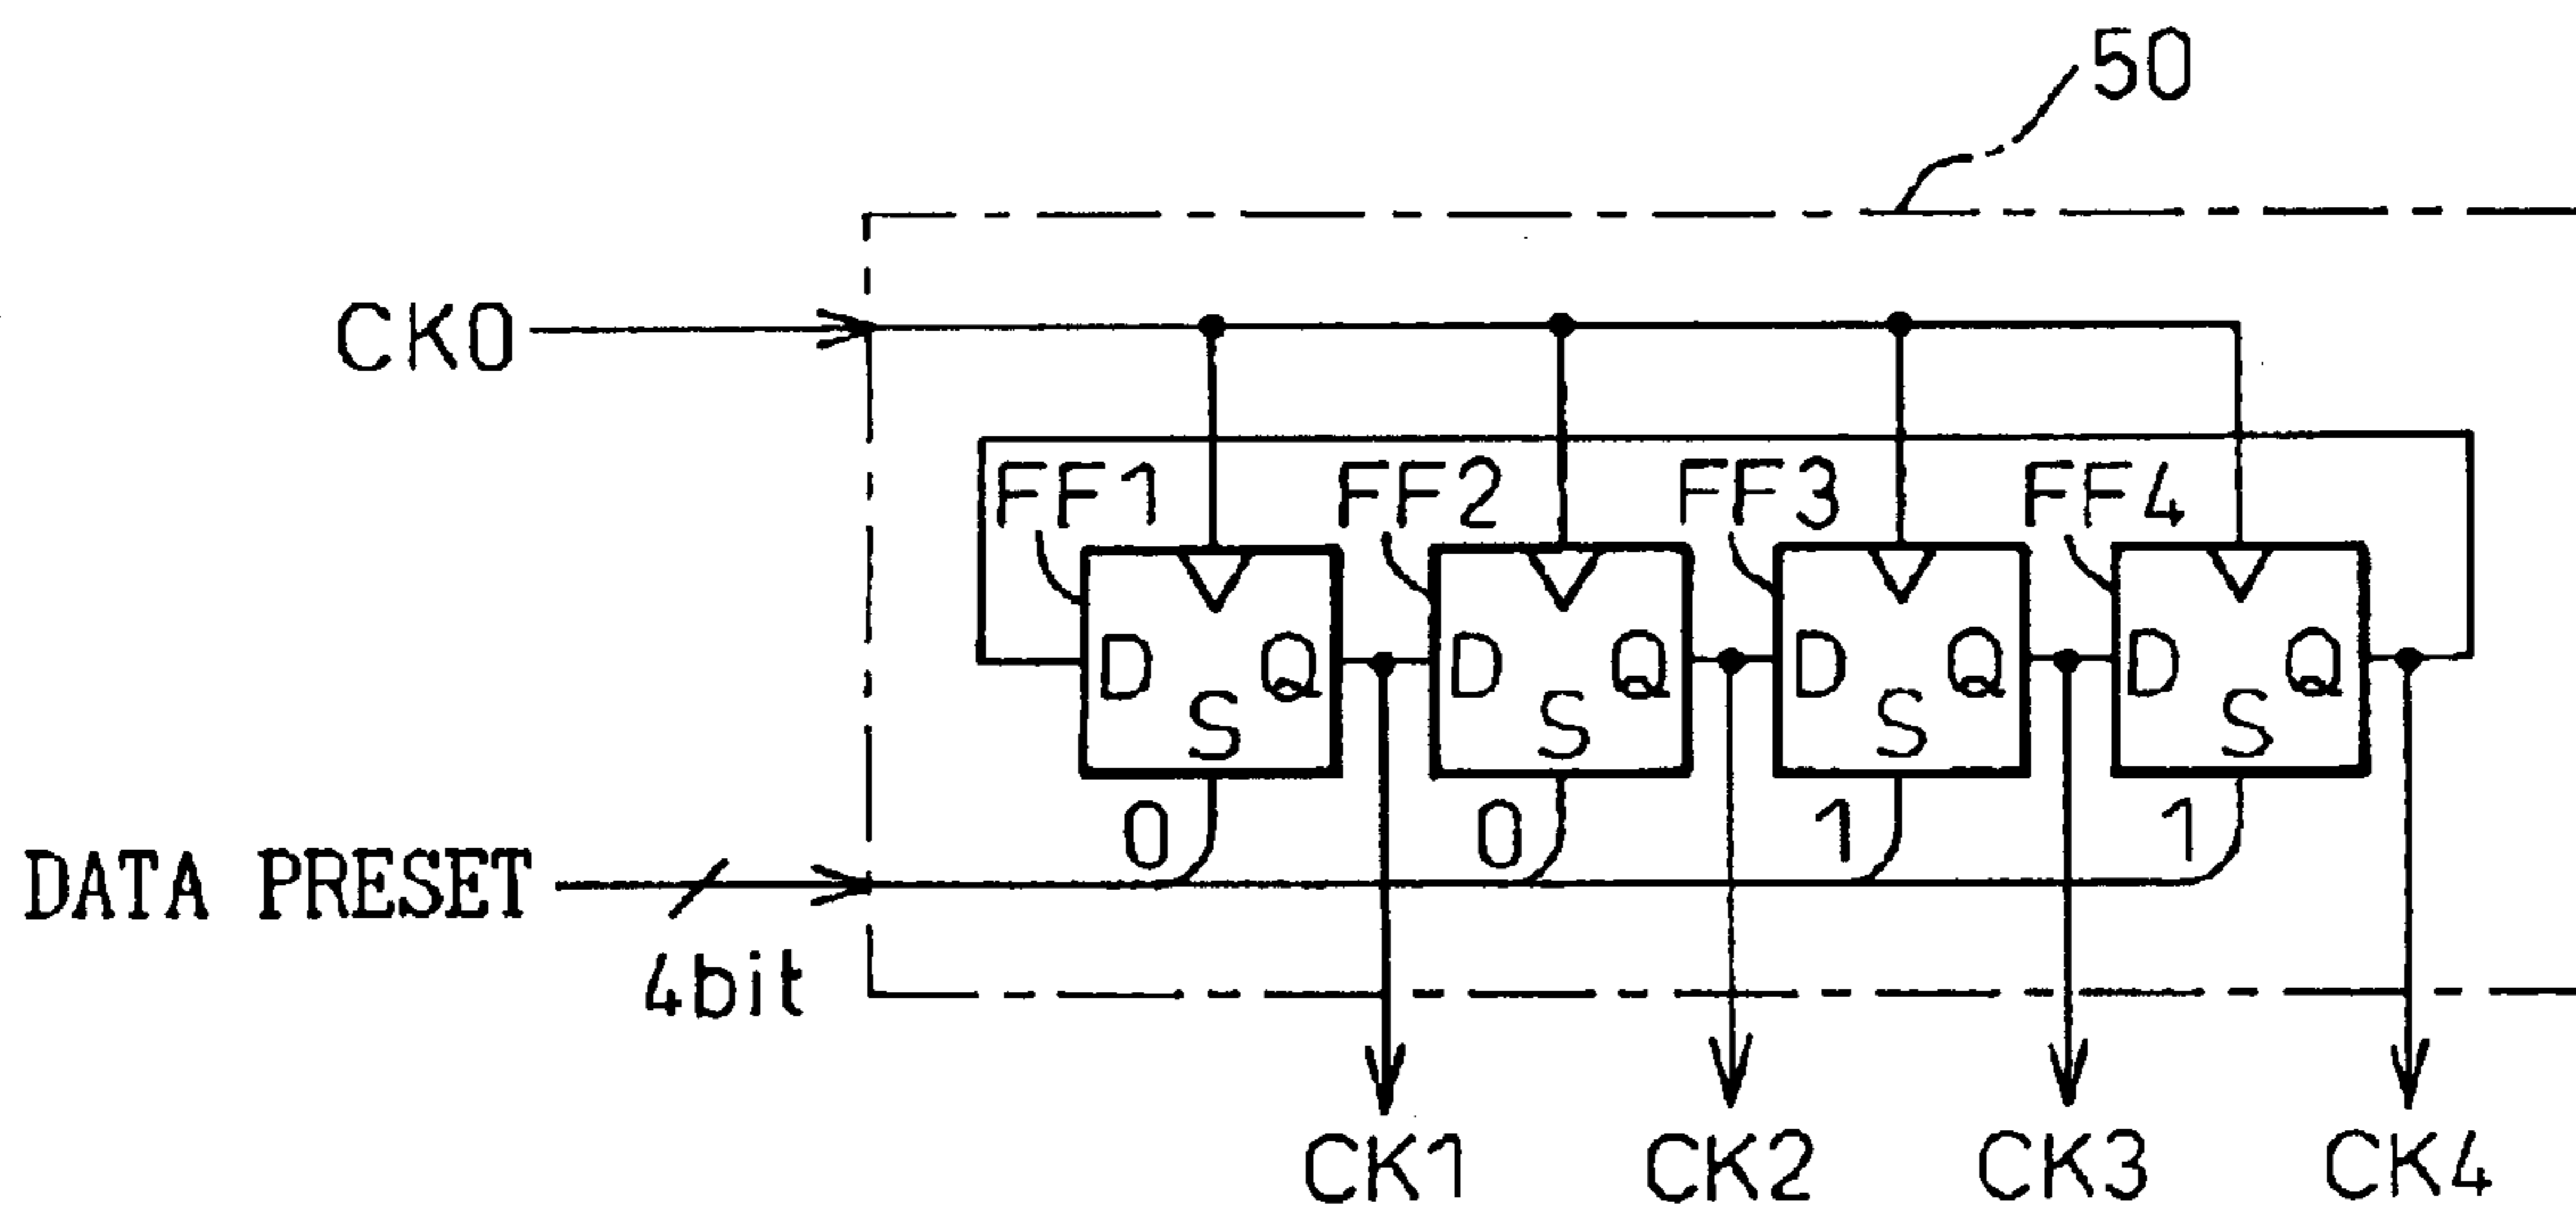 50
CK0
FF1 FF2 FF3 FF4
D Q D Q D Q D Q
S S S S
0 0 1 1
DATA PRESET
4bit
CK1 CK2 CK3 CK4